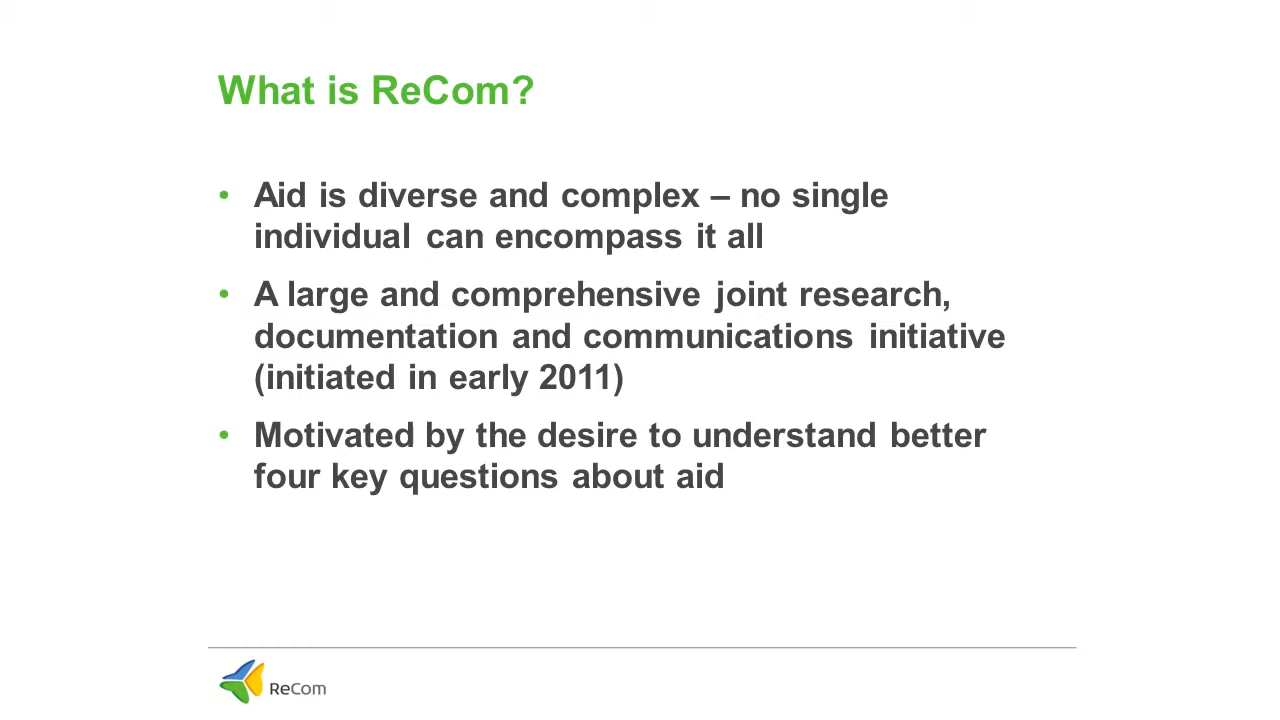 What is ReCom?
• Aid is diverse and complex – no single
individual can encompass it all
• A large and comprehensive joint research,
documentation and communications initiative
(initiated in early 2011)
• Motivated by the desire to understand better
four key questions about aid
ReCom